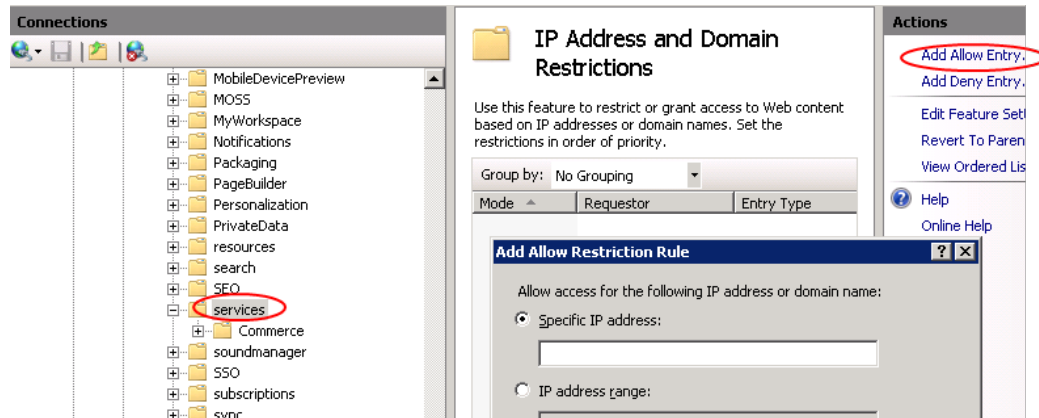 Connections
MobileDevicePreview
MOSS
MyWorkspace
Notifications
Packaging
PageBuilder
Personalization
PrivateData
resources
search
SEO
services
Commerce
soundmanager
SSO
subscriptions
sync
IP Address and Domain
Restrictions
Use this feature to restrict or grant access to Web content
based on IP addresses or domain names. Set the
restrictions in order of priority.
Group by: No Grouping
Mode Requestor Entry Type
Add Allow Restriction Rule
Allow access for the following IP address or domain name:
Specific IP address:
IP address range:
Actions
Add Allow Entry.
Add Deny Entry.
Edit Feature Set
Revert To Paren
View Ordered Lis
Help
Online Help